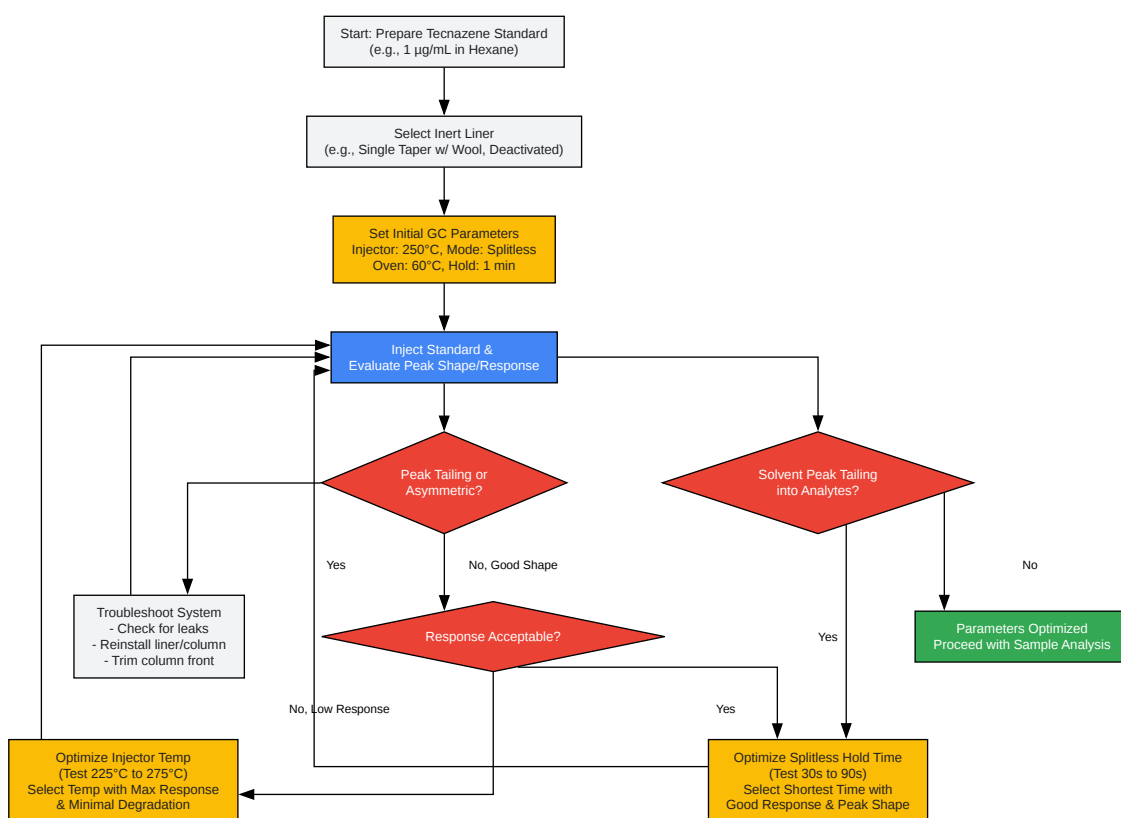 Start: Prepare Tecnazene Standard
(e.g., 1 µg/mL in Hexane)
Select Inert Liner
(e.g., Single Taper w/ Wool, Deactivated)
Set Initial GC Parameters
Injector: 250°C, Mode: Splitless
Oven: 60°C, Hold: 1 min
Inject Standard &
Evaluate Peak Shape/Response
Peak Tailing or
Asymmetric?
Solvent Peak Tailing
into Analytes?
Yes
No, Good Shape
No
Troubleshoot System
- Check for leaks
- Reinstall liner/column
- Trim column front
Response Acceptable?
Yes
Parameters Optimized
Proceed with Sample Analysis
No, Low Response
Yes
Optimize Injector Temp
(Test 225°C to 275°C)
Select Temp with Max Response
& Minimal Degradation
Optimize Splitless Hold Time
(Test 30s to 90s)
Select Shortest Time with
Good Response & Peak Shape